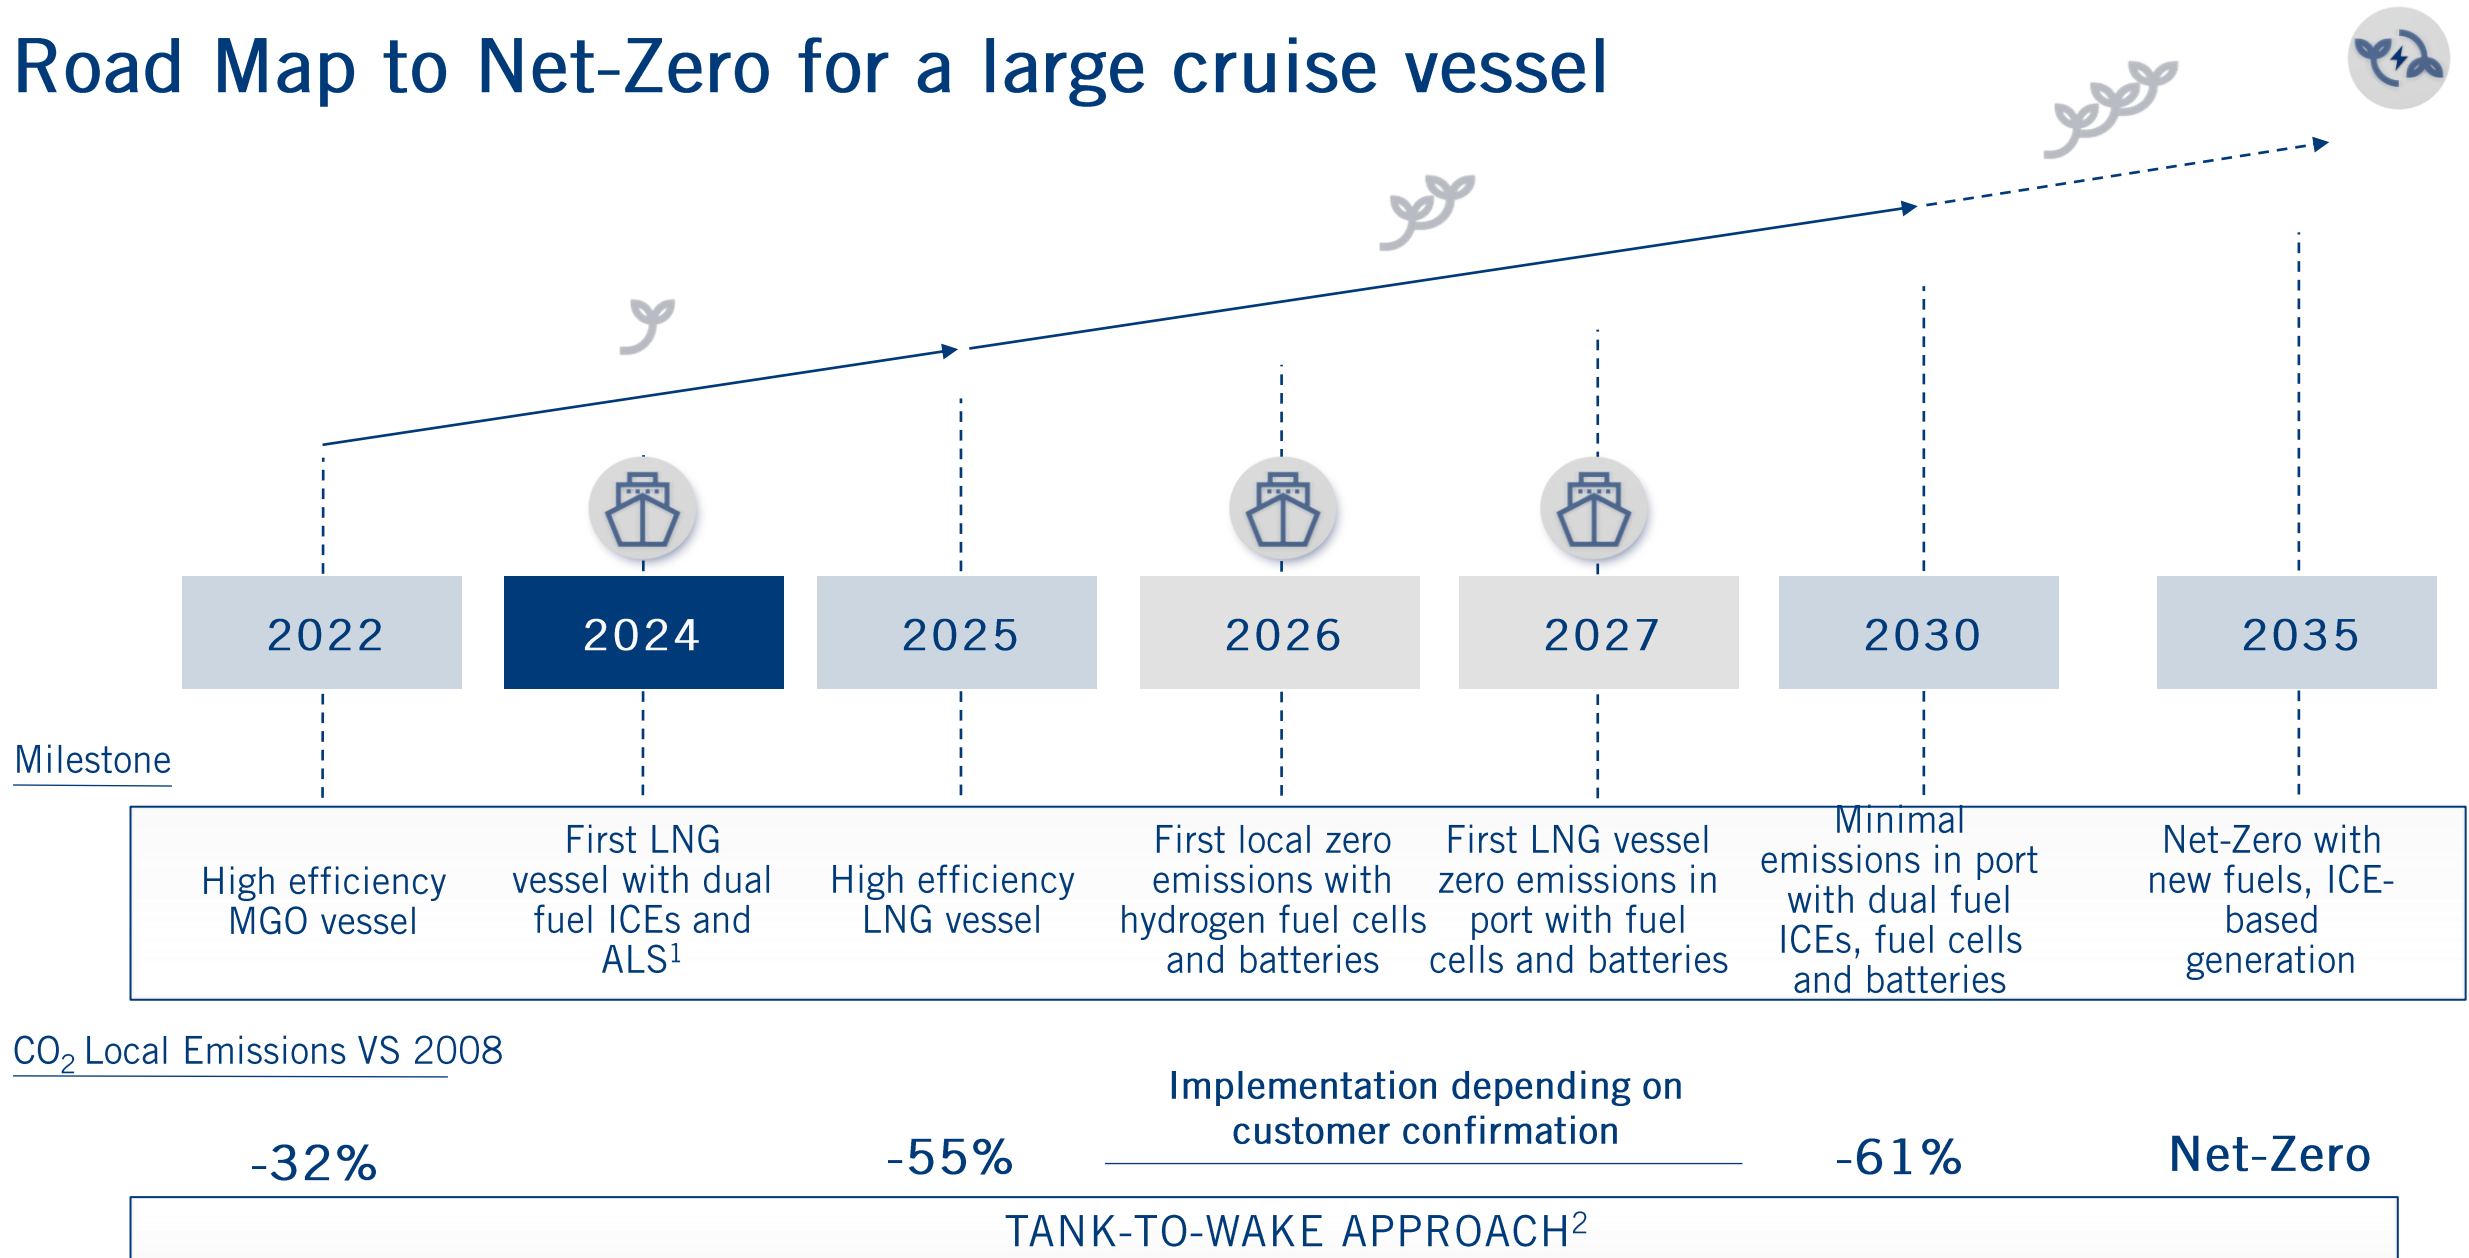 Road Map to Net-Zero for a large cruise vessel
2022
2024
2025
2026
2027
2030
2035
Milestone
High efficiency
MGO vessel
First LNG
vessel with dual
fuel ICEs and
ALS¹
High efficiency
LNG vessel
First local zero
emissions with
hydrogen fuel cells
and batteries
First LNG vessel
zero emissions in
port with fuel
cells and batteries
Minimal
emissions in port
with dual fuel
ICEs, fuel cells
and batteries
Net-Zero with
new fuels, ICE-
based
generation
CO₂ Local Emissions VS 2008
-32%
-55%
Implementation depending on
customer confirmation
-61%
Net-Zero
TANK-TO-WAKE APPROACH²